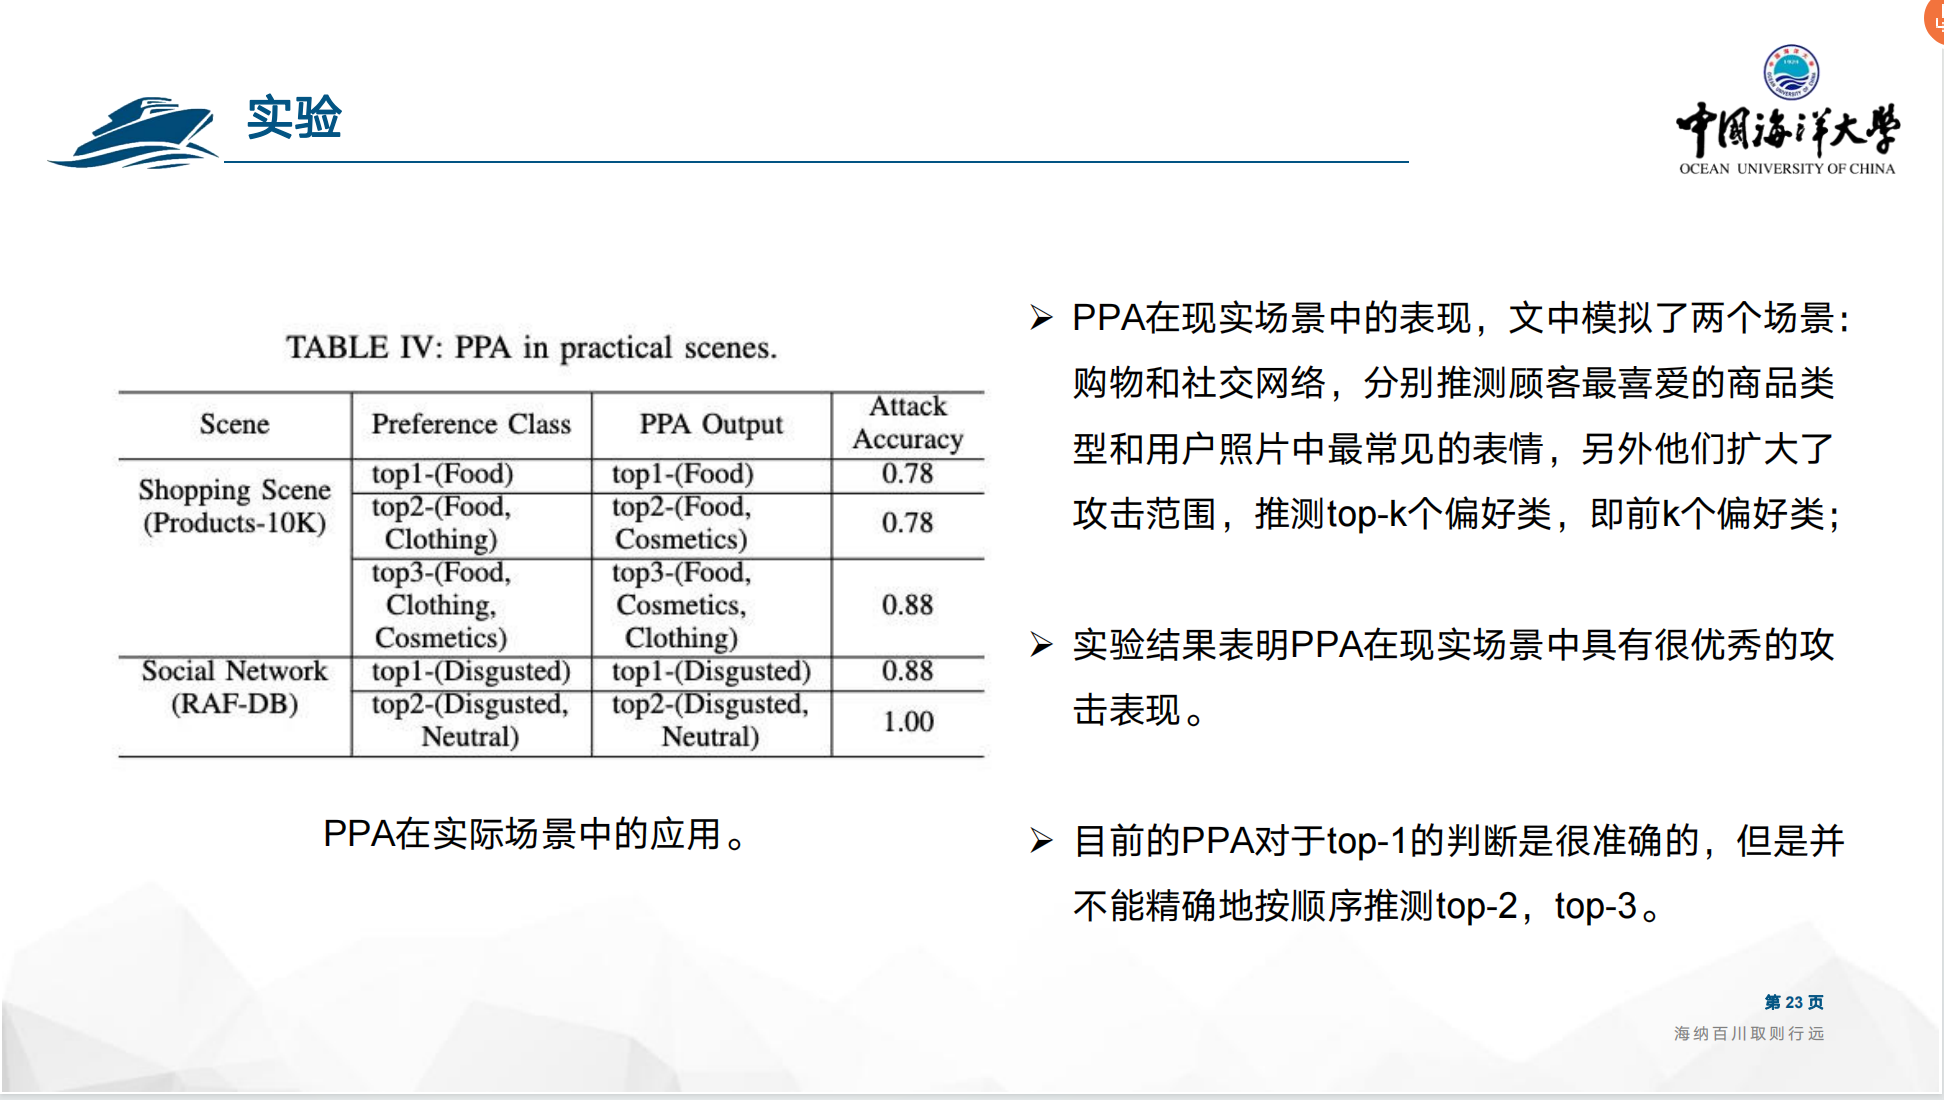 实验
中国海洋大学
OCEAN UNIVERSITY OF CHINA
TABLE IV: PPA in practical scenes.
Scene Preference Class PPA Output Attack Accuracy
Shopping Scene (Products-10K) top1-(Food) top1-(Food) 0.78
top2-(Food, Clothing) top2-(Food, Cosmetics) 0.78
top3-(Food, Clothing, Cosmetics) top3-(Food, Cosmetics, Clothing) 0.88
Social Network (RAF-DB) top1-(Disgusted) top1-(Disgusted) 0.88
top2-(Disgusted, Neutral) top2-(Disgusted, Neutral) 1.00
PPA在实际场景中的应用。
PPA在现实场景中的表现，文中模拟了两个场景：
购物和社交网络，分别推测顾客最喜爱的商品类
型和用户照片中最常见的表情，另外他们扩大了
攻击范围，推测top-k个偏好类，即前k个偏好类；
实验结果表明PPA在现实场景中具有很优秀的攻
击表现。
目前的PPA对于top-1的判断是很准确的，但是并
不能精确地按顺序推测top-2，top-3。
第 23 页
海纳百川取则行远